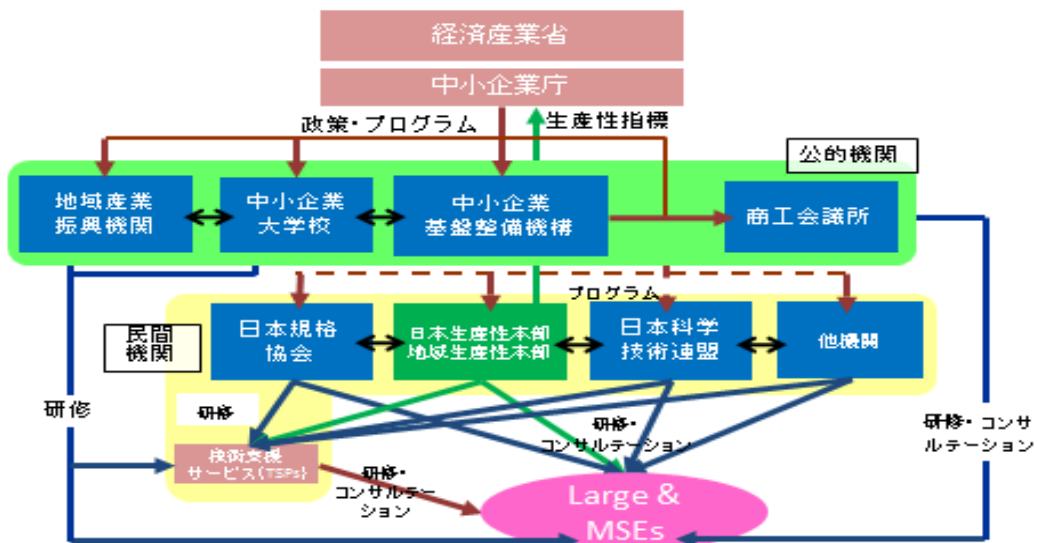 経済産業省
中小企業庁
政策・プログラム
生産性指標
公的機関
地域産業
振興機関
中小企業
大学校
中小企業
基盤整備機構
商工会議所
プログラム
民間
機関
日本規格
協会
日本生産性本部
地域生産性本部
日本科学
技術連盟
他機関
研修
研修
研修・
コンサルテーション
研修・コンサ
ルテーション
技術支援
サービス(TSPs)
研修・
コンサルテー
ション
Large &
MSEs